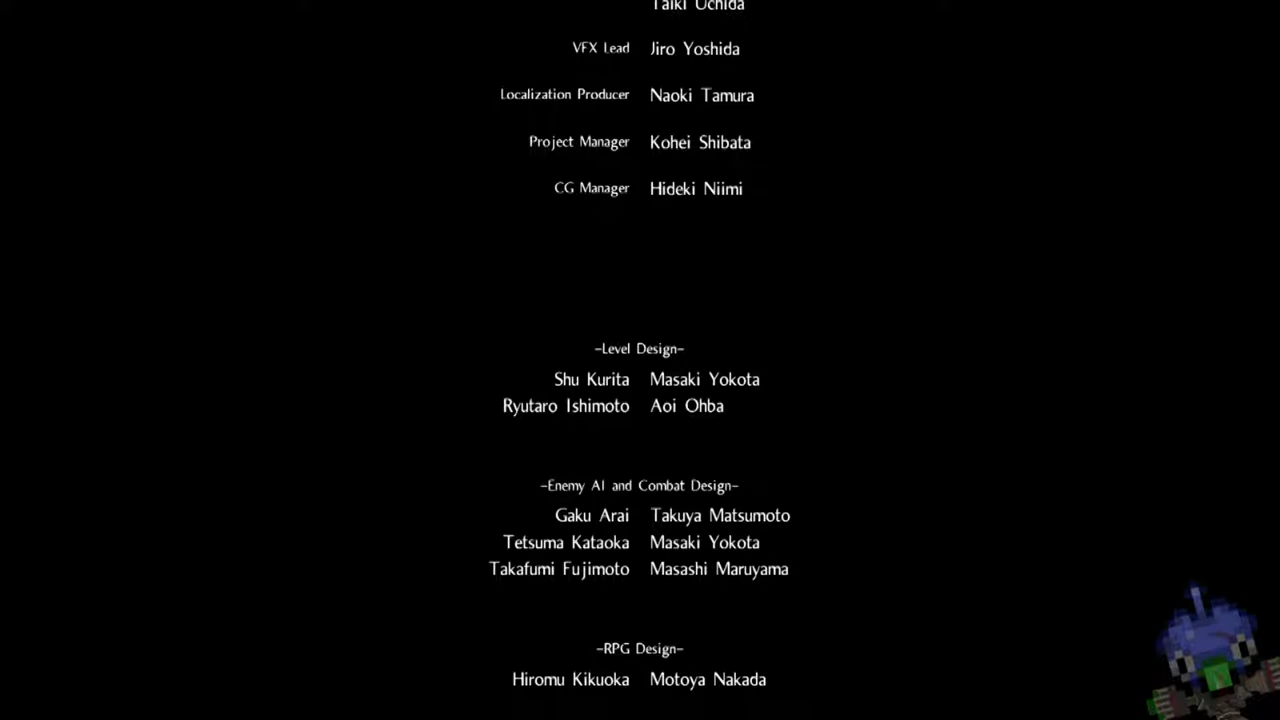 Taiki Uchida
VFX Lead Jiro Yoshida
Localization Producer Naoki Tamura
Project Manager Kohei Shibata
CG Manager Hideki Niimi
-Level Design-
Shu Kurita Masaki Yokota
Ryutaro Ishimoto Aoi Ohba
-Enemy AI and Combat Design-
Gaku Arai Takuya Matsumoto
Tetsuma Kataoka Masaki Yokota
Takafumi Fujimoto Masashi Maruyama
-RPG Design-
Hiromu Kikuoka Motoya Nakada